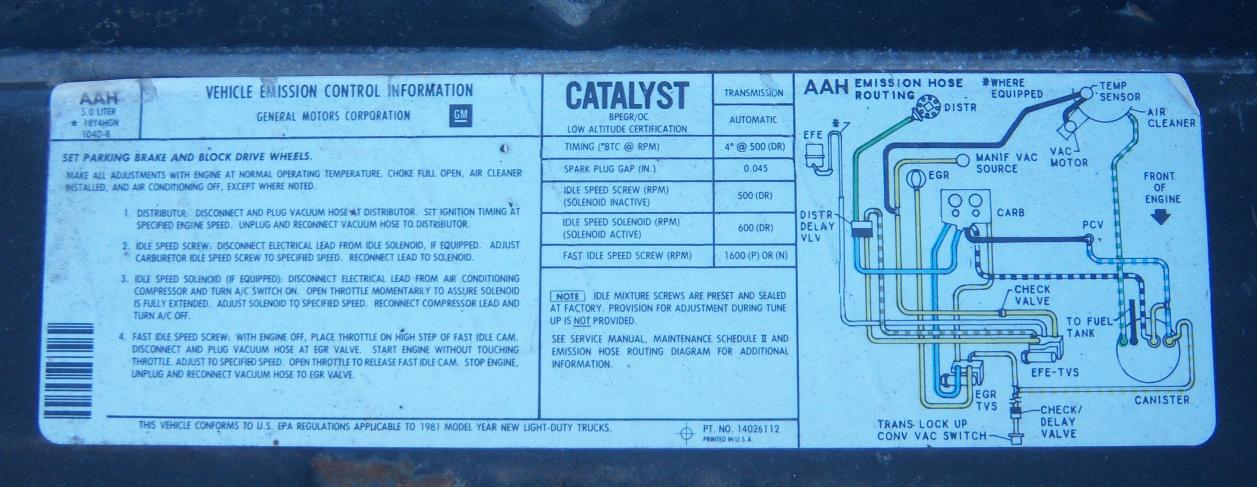 AAH
5.0 LITER
* 1BY4HGN
1D4D-8
VEHICLE EMISSION CONTROL INFORMATION
GENERAL MOTORS CORPORATION
GM
SET PARKING BRAKE AND BLOCK DRIVE WHEELS.
MAKE ALL ADJUSTMENTS WITH ENGINE AT NORMAL OPERATING TEMPERATURE, CHOKE FULL OPEN, AIR CLEANER
INSTALLED, AND AIR CONDITIONING OFF, EXCEPT WHERE NOTED.
1. DISTRIBUTOR. DISCONNECT AND PLUG VACUUM HOSE AT DISTRIBUTOR. SET IGNITION TIMING AT
SPECIFIED ENGINE SPEED. UNPLUG AND RECONNECT VACUUM HOSE TO DISTRIBUTOR.
2. IDLE SPEED SCREW: DISCONNECT ELECTRICAL LEAD FROM IDLE SOLENOID, IF EQUIPPED. ADJUST
CARBURETOR IDLE SPEED SCREW TO SPECIFIED SPEED. RECONNECT LEAD TO SOLENOID.
3. IDLE SPEED SOLENOID (IF EQUIPPED): DISCONNECT ELECTRICAL LEAD FROM AIR CONDITIONING
COMPRESSOR AND TURN A/C SWITCH ON. OPEN THROTTLE MOMENTARILY TO ASSURE SOLENOID
IS FULLY EXTENDED. ADJUST SOLENOID TO SPECIFIED SPEED. RECONNECT COMPRESSOR LEAD AND
TURN A/C OFF.
4. FAST IDLE SPEED SCREW. WITH ENGINE OFF, PLACE THROTTLE ON HIGH STEP OF FAST IDLE CAM.
DISCONNECT AND PLUG VACUUM HOSE AT EGR VALVE. START ENGINE WITHOUT TOUCHING
THROTTLE. ADJUST TO SPECIFIED SPEED. OPEN THROTTLE TO RELEASE FAST IDLE CAM. STOP ENGINE,
UNPLUG AND RECONNECT VACUUM HOSE TO EGR VALVE.
THIS VEHICLE CONFORMS TO U.S. EPA REGULATIONS APPLICABLE TO 1981 MODEL YEAR NEW LIGHT-DUTY TRUCKS.
CATALYST
BPEGR/OC
LOW ALTITUDE CERTIFICATION
TRANSMISSION
AUTOMATIC
TIMING (°BTC @ RPM) 4° @ 500 (DR)
SPARK PLUG GAP (IN.) 0.045
IDLE SPEED SCREW (RPM)
(SOLENOID INACTIVE) 500 (DR)
IDLE SPEED SOLENOID (RPM)
(SOLENOID ACTIVE) 600 (DR)
FAST IDLE SPEED SCREW (RPM) 1600 (P) OR (N)
NOTE IDLE MIXTURE SCREWS ARE PRESET AND SEALED
AT FACTORY. PROVISION FOR ADJUSTMENT DURING TUNE
UP IS NOT PROVIDED.
SEE SERVICE MANUAL, MAINTENANCE SCHEDULE II AND
EMISSION HOSE ROUTING DIAGRAM FOR ADDITIONAL
INFORMATION.
PT. NO. 14026112
PRINTED IN U.S.A.
AAH EMISSION HOSE
ROUTING
*WHERE
EQUIPPED
DISTR
TEMP
SENSOR
AIR
CLEANER
*
EFE
VAC
MOTOR
MANIF VAC
SOURCE
EGR
FRONT
OF
ENGINE
CARB
DISTR
DELAY
VLV
PCV
CHECK
VALVE
TO FUEL
TANK
EFE-TVS
EGR
TVS
CANISTER
CHECK/
DELAY
VALVE
TRANS LOCK UP
CONV VAC SWITCH